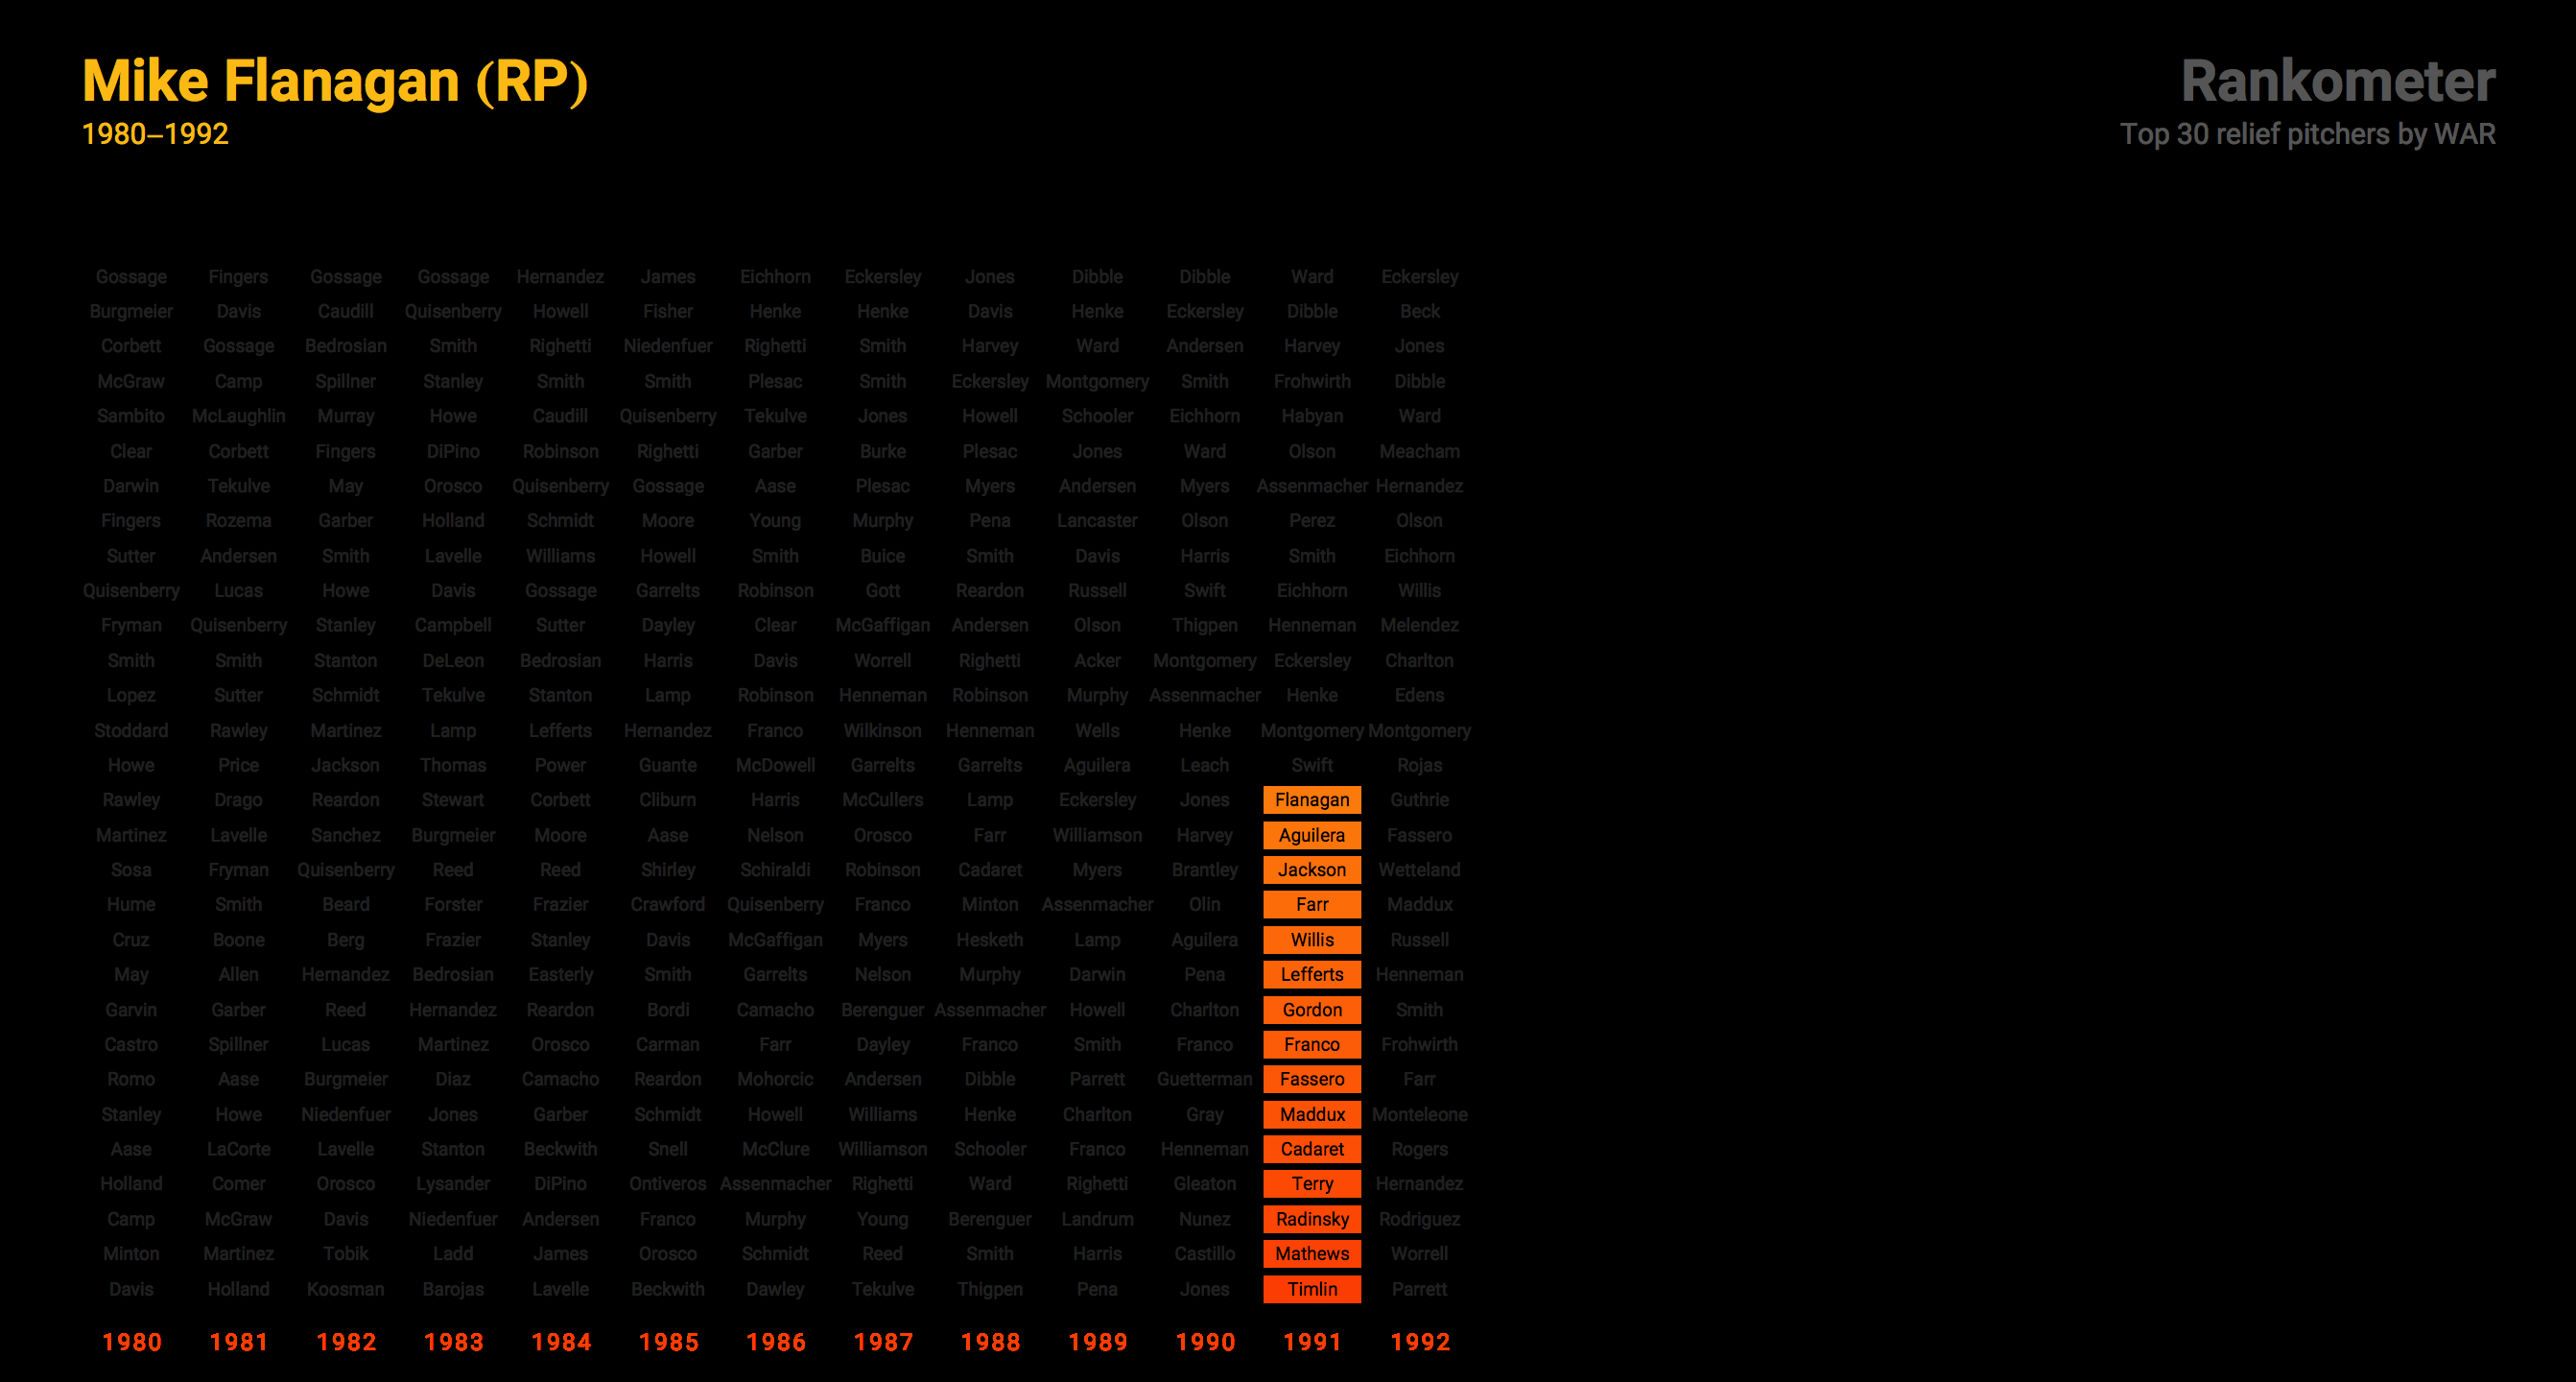 Mike Flanagan (RP)
1980–1992
Rankometer
Top 30 relief pitchers by WAR
Gossage Fingers Gossage Gossage Hernandez James Eichhorn Eckersley Jones Dibble Dibble Ward Eckersley
Burgmeier Davis Caudill Quisenberry Howell Fisher Henke Henke Davis Henke Eckersley Dibble Beck
Corbett Gossage Bedrosian Smith Righetti Niedenfuer Righetti Smith Harvey Ward Andersen Harvey Jones
McGraw Camp Spillner Stanley Smith Smith Plesac Smith Eckersley Montgomery Smith Frohwirth Dibble
Sambito McLaughlin Murray Howe Caudill Quisenberry Tekulve Jones Howell Schooler Eichhorn Habyan Ward
Clear Corbett Fingers DiPino Robinson Righetti Garber Burke Plesac Jones Ward Olson Meacham
Darwin Tekulve May Orosco Quisenberry Gossage Aase Plesac Myers Andersen Myers Assenmacher Hernandez
Fingers Rozema Garber Holland Schmidt Moore Young Murphy Pena Lancaster Olson Perez Olson
Sutter Andersen Smith Lavelle Williams Howell Smith Buice Smith Davis Harris Smith Eichhorn
Quisenberry Lucas Howe Davis Gossage Garrelts Robinson Gott Reardon Russell Swift Eichhorn Willis
Fryman Quisenberry Stanley Campbell Sutter Dayley Clear McGaffigan Andersen Olson Thigpen Henneman Melendez
Smith Smith Stanton DeLeon Bedrosian Harris Davis Worrell Righetti Acker Montgomery Eckersley Charlton
Lopez Sutter Schmidt Tekulve Stanton Lamp Robinson Henneman Robinson Murphy Assenmacher Henke Edens
Stoddard Rawley Martinez Lamp Lefferts Hernandez Franco Wilkinson Henneman Wells Henke Montgomery Montgomery
Howe Price Jackson Thomas Power Guante McDowell Garrelts Garrelts Aguilera Leach Swift Rojas
Rawley Drago Reardon Stewart Corbett Cliburn Harris McCullers Lamp Eckersley Jones Flanagan Guthrie
Martinez Lavelle Sanchez Burgmeier Moore Aase Nelson Orosco Farr Williamson Harvey Aguilera Fassero
Sosa Fryman Quisenberry Reed Reed Shirley Schiraldi Robinson Cadaret Myers Brantley Jackson Wetteland
Hume Smith Beard Forster Frazier Crawford Quisenberry Franco Minton Assenmacher Olin Farr Maddux
Cruz Boone Berg Frazier Stanley Davis McGaffigan Myers Hesketh Lamp Aguilera Willis Russell
May Allen Hernandez Bedrosian Easterly Smith Garrelts Nelson Murphy Darwin Pena Lefferts Henneman
Garvin Garber Reed Hernandez Reardon Bordi Camacho Berenguer Assenmacher Howell Charlton Gordon Smith
Castro Spillner Lucas Martinez Orosco Carman Farr Dayley Franco Smith Franco Franco Frohwirth
Romo Aase Burgmeier Diaz Camacho Reardon Mohorcic Andersen Dibble Parrett Guetterman Fassero Farr
Stanley Howe Niedenfuer Jones Garber Schmidt Howell Williams Henke Charlton Gray Maddux Monteleone
Aase LaCorte Lavelle Stanton Beckwith Snell McClure Williamson Schooler Franco Henneman Cadaret Rogers
Holland Comer Orosco Lysander DiPino Ontiveros Assenmacher Righetti Ward Righetti Gleaton Terry Hernandez
Camp McGraw Davis Niedenfuer Andersen Franco Murphy Young Berenguer Landrum Nunez Radinsky Rodriguez
Minton Martinez Tobik Ladd James Orosco Schmidt Reed Smith Harris Castillo Mathews Worrell
Davis Holland Koosman Barojas Lavelle Beckwith Dawley Tekulve Thigpen Pena Jones Timlin Parrett
1980 1981 1982 1983 1984 1985 1986 1987 1988 1989 1990 1991 1992